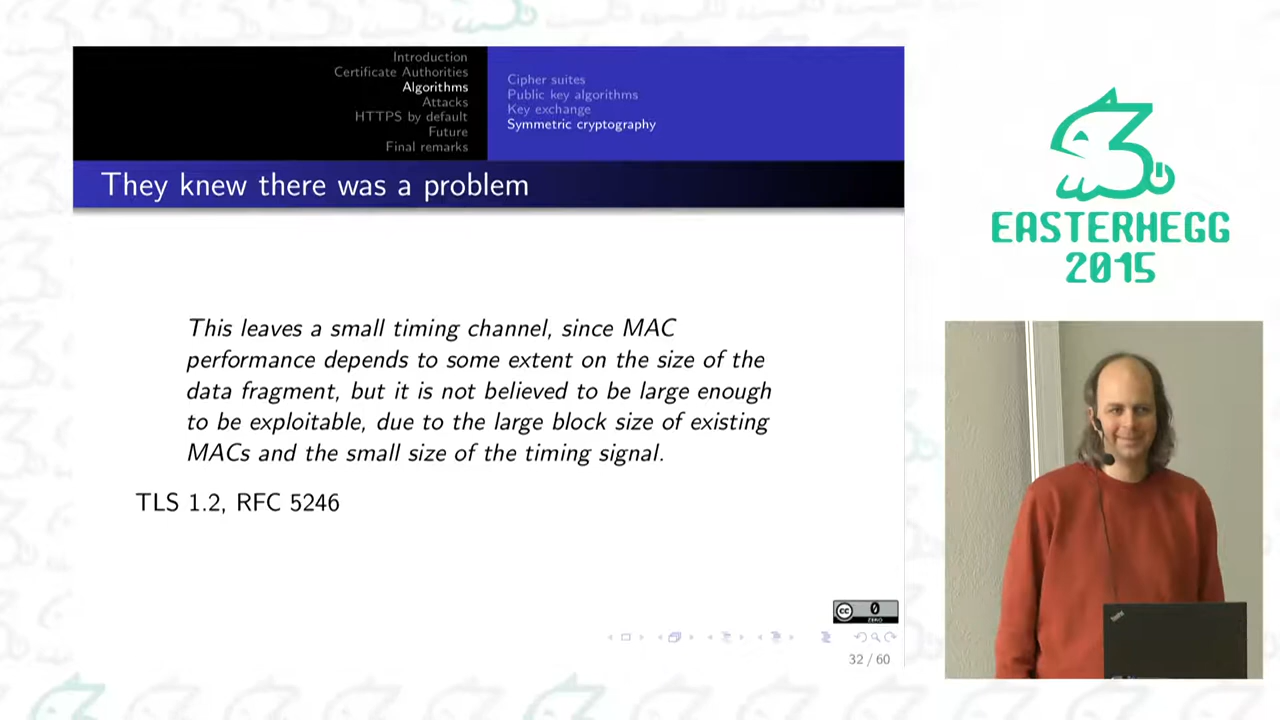 Introduction
Certificate Authorities
Algorithms
Attacks
HTTPS by default
Future
Final remarks
Cipher suites
Public key algorithms
Key exchange
Symmetric cryptography
They knew there was a problem
This leaves a small timing channel, since MAC
performance depends to some extent on the size of the
data fragment, but it is not believed to be large enough
to be exploitable, due to the large block size of existing
MACs and the small size of the timing signal.
TLS 1.2, RFC 5246
cc 0
ZERO
32 / 60
EASTERHEGG
2015
ThinkPad